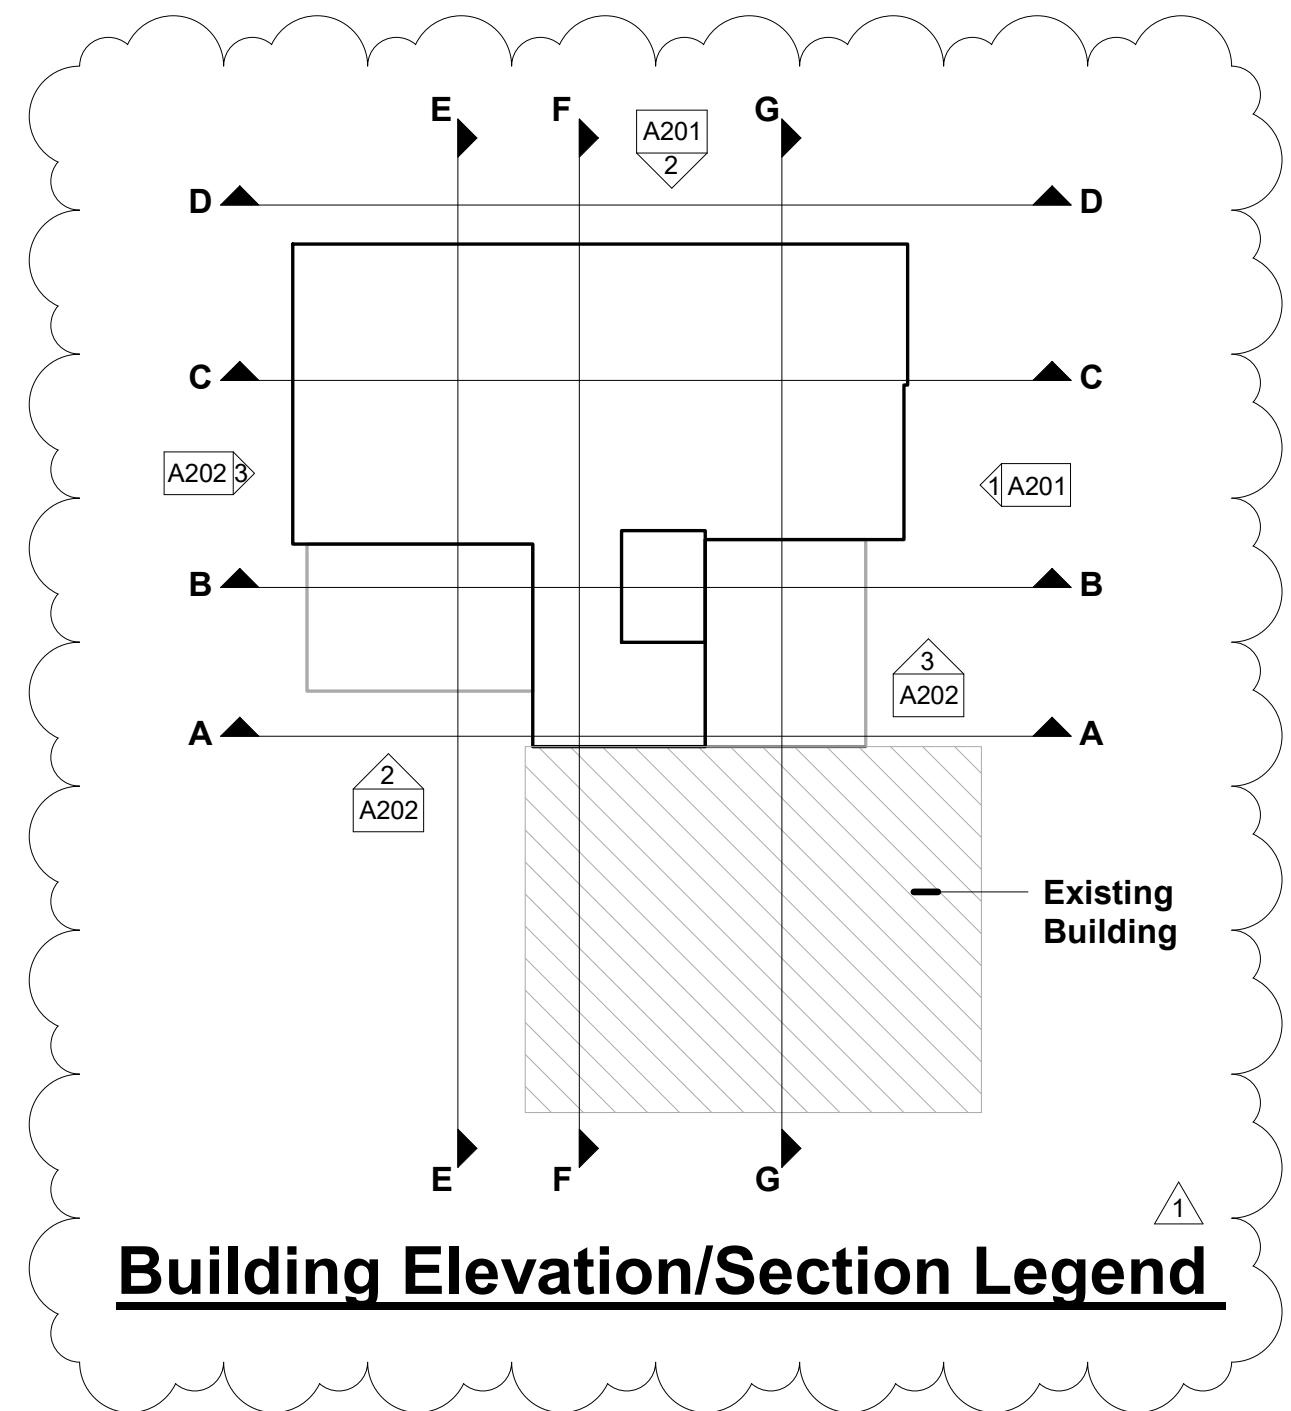 E
F
G
A201
2
D
D
C
C
A202 3
1 A201
B
B
3
A202
A
A
2
A202
Existing
Building
E
F
G
1
Building Elevation/Section Legend